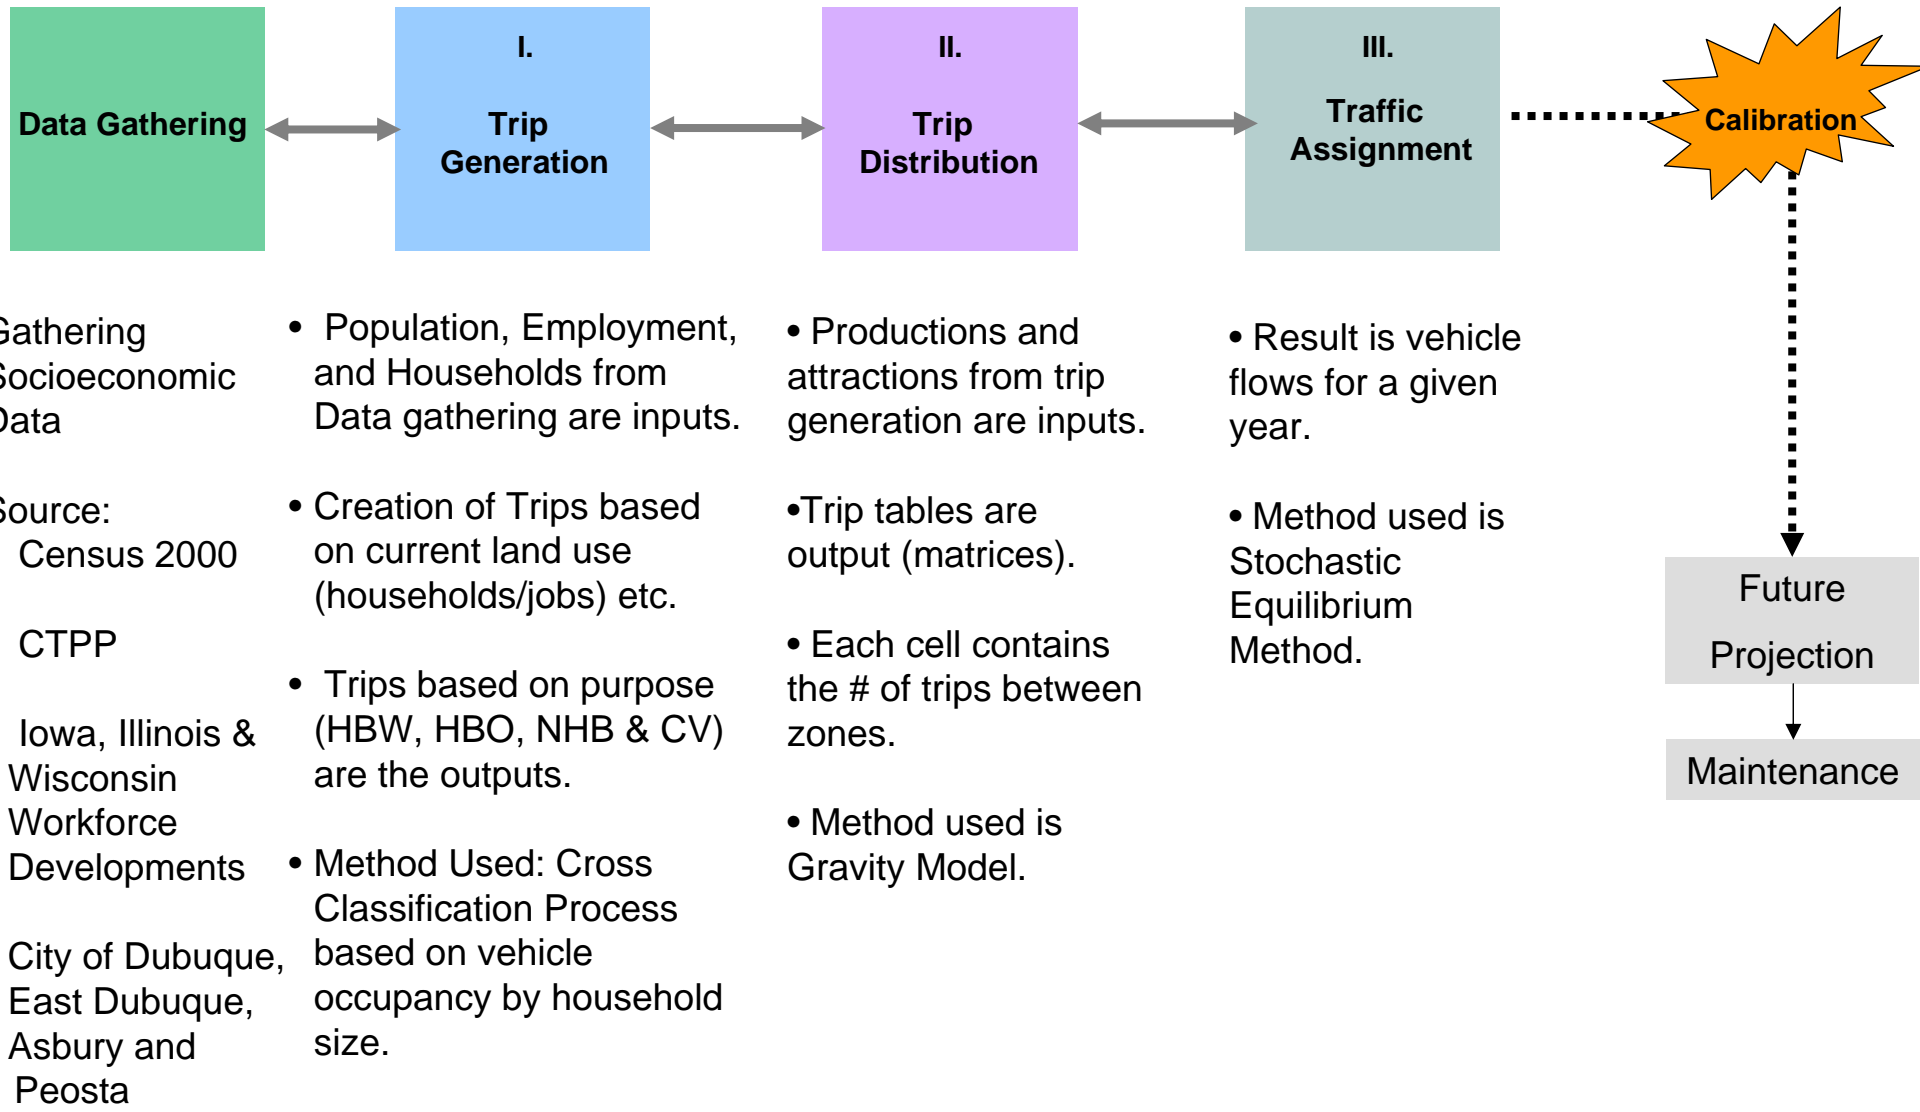 Data Gathering
I.
Trip
Generation
II.
Trip
Distribution
III.
Traffic
Assignment
Calibration
Gathering
Socioeconomic
Data
Source:
Census 2000
CTPP
Iowa, Illinois &
Wisconsin
Workforce
Developments
City of Dubuque,
East Dubuque,
Asbury and
Peosta
• Population, Employment,
and Households from
Data gathering are inputs.
• Creation of Trips based
on current land use
(households/jobs) etc.
• Trips based on purpose
(HBW, HBO, NHB & CV)
are the outputs.
• Method Used: Cross
Classification Process
based on vehicle
occupancy by household
size.
• Productions and
attractions from trip
generation are inputs.
•Trip tables are
output (matrices).
• Each cell contains
the # of trips between
zones.
• Method used is
Gravity Model.
• Result is vehicle
flows for a given
year.
• Method used is
Stochastic
Equilibrium
Method.
Future
Projection
Maintenance